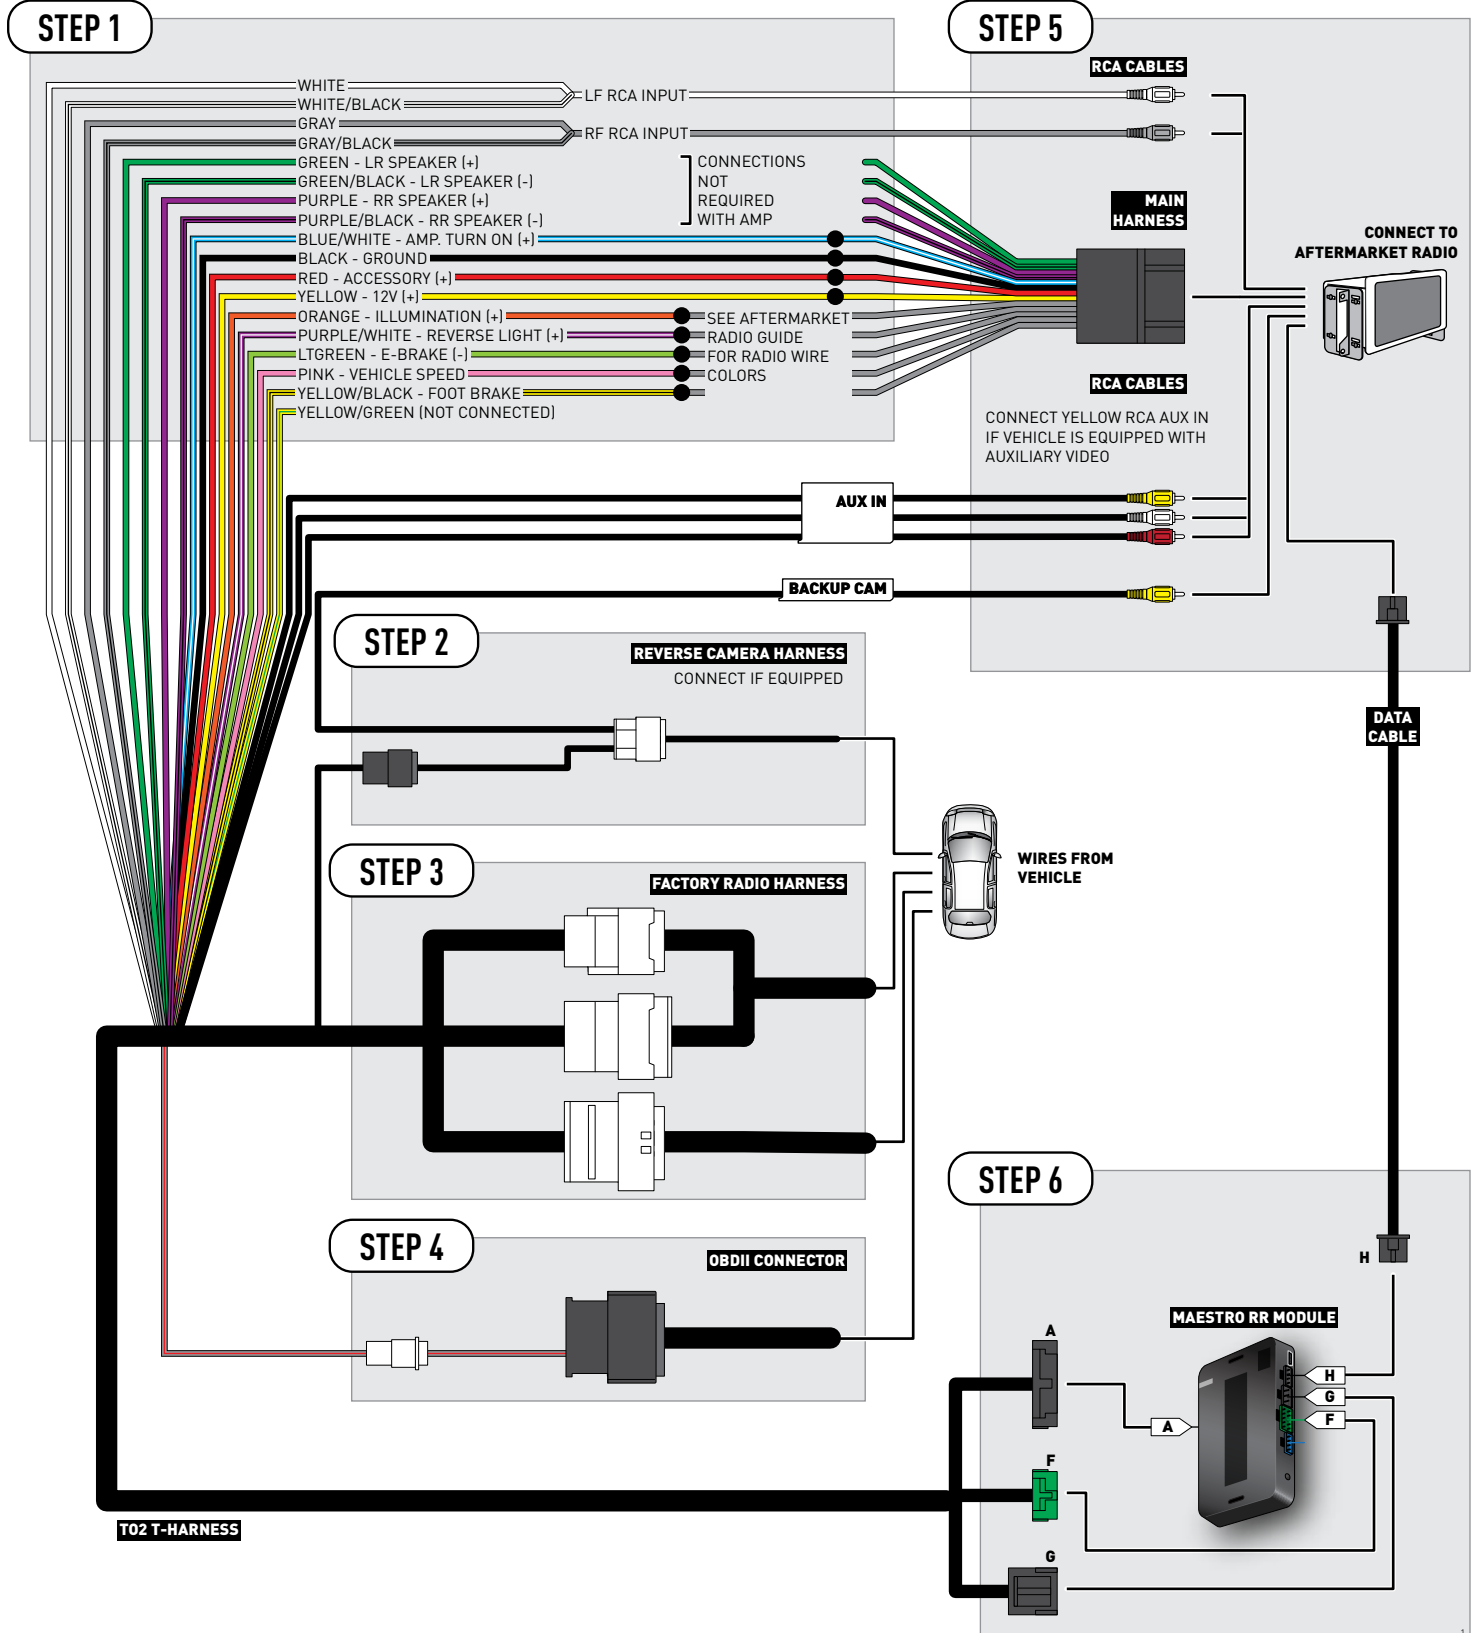 STEP 1
WHITE
WHITE/BLACK
LF RCA INPUT
GRAY
GRAY/BLACK
RF RCA INPUT
GREEN - LR SPEAKER (+)
GREEN/BLACK - LR SPEAKER (-)
PURPLE - RR SPEAKER (+)
PURPLE/BLACK - RR SPEAKER (-)
CONNECTIONS
NOT
REQUIRED
WITH AMP
BLUE/WHITE - AMP. TURN ON (+)
BLACK - GROUND
RED - ACCESSORY (+)
YELLOW - 12V (+)
ORANGE - ILLUMINATION (+)
PURPLE/WHITE - REVERSE LIGHT (+)
LTGREEN - E-BRAKE (-)
PINK - VEHICLE SPEED
YELLOW/BLACK - FOOT BRAKE
YELLOW/GREEN (NOT CONNECTED)
SEE AFTERMARKET
RADIO GUIDE
FOR RADIO WIRE
COLORS
STEP 5
RCA CABLES
MAIN
HARNESS
CONNECT TO
AFTERMARKET RADIO
RCA CABLES
CONNECT YELLOW RCA AUX IN
IF VEHICLE IS EQUIPPED WITH
AUXILIARY VIDEO
AUX IN
BACKUP CAM
STEP 2
REVERSE CAMERA HARNESS
CONNECT IF EQUIPPED
DATA
CABLE
STEP 3
FACTORY RADIO HARNESS
WIRES FROM
VEHICLE
STEP 4
OBDII CONNECTOR
STEP 6
H
MAESTRO RR MODULE
A
H
G
F
A
F
G
TO2 T-HARNESS
1